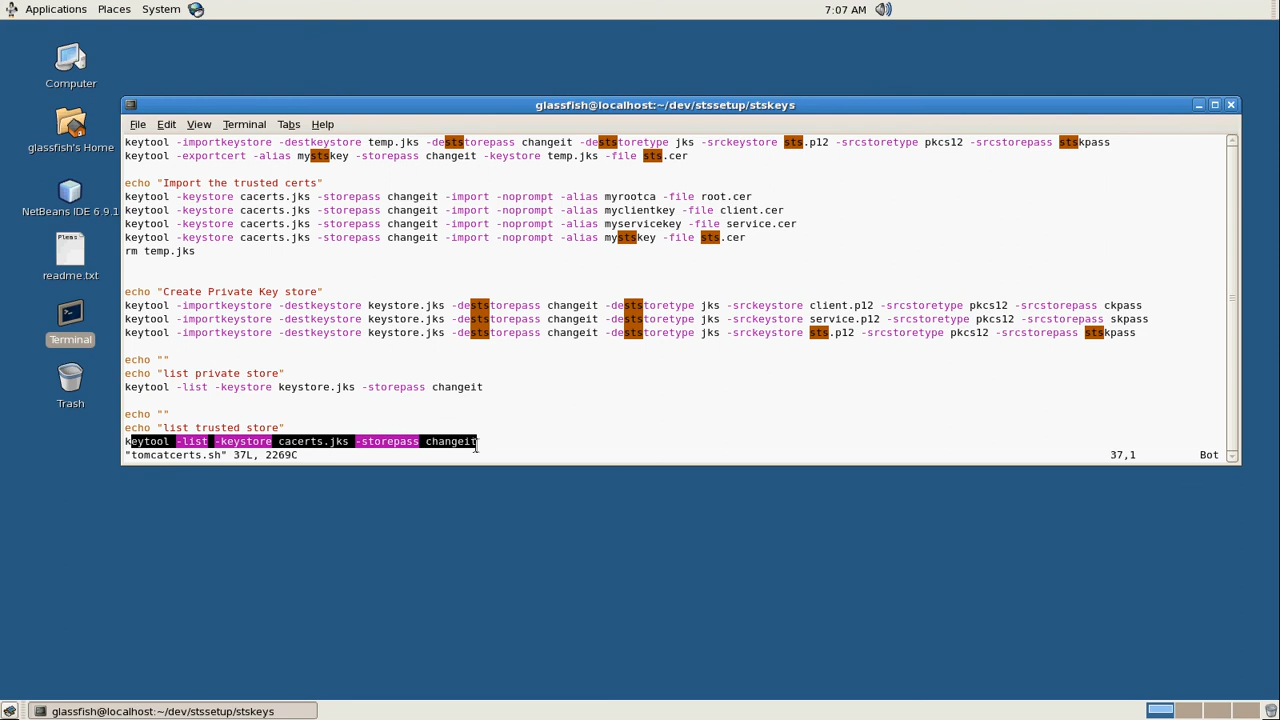 Applications Places System 7:07 AM
Computer
glassfish's Home
NetBeans IDE 6.9.1
Pleas
readme.txt
Terminal
Trash
glassfish@localhost:~/dev/stssetup/stskeys
File Edit View Terminal Tabs Help
keytool -importkeystore -destkeystore temp.jks -deststorepass changeit -deststoretype jks -srckeystore sts.p12 -srcstoretype pkcs12 -srcstorepass stskpass
keytool -exportcert -alias mystskey -storepass changeit -keystore temp.jks -file sts.cer
echo "Import the trusted certs"
keytool -keystore cacerts.jks -storepass changeit -import -noprompt -alias myrootca -file root.cer
keytool -keystore cacerts.jks -storepass changeit -import -noprompt -alias myclientkey -file client.cer
keytool -keystore cacerts.jks -storepass changeit -import -noprompt -alias myservicekey -file service.cer
keytool -keystore cacerts.jks -storepass changeit -import -noprompt -alias mystskey -file sts.cer
rm temp.jks
echo "Create Private Key store"
keytool -importkeystore -destkeystore keystore.jks -deststorepass changeit -deststoretype jks -srckeystore client.p12 -srcstoretype pkcs12 -srcstorepass ckpass
keytool -importkeystore -destkeystore keystore.jks -deststorepass changeit -deststoretype jks -srckeystore service.p12 -srcstoretype pkcs12 -srcstorepass skpass
keytool -importkeystore -destkeystore keystore.jks -deststorepass changeit -deststoretype jks -srckeystore sts.p12 -srcstoretype pkcs12 -srcstorepass stskpass
echo ""
echo "list private store"
keytool -list -keystore keystore.jks -storepass changeit
echo ""
echo "list trusted store"
keytool -list -keystore cacerts.jks -storepass changeit
"tomcatcerts.sh" 37L, 2269C 37,1 Bot
glassfish@localhost:~/dev/stssetup/stskeys